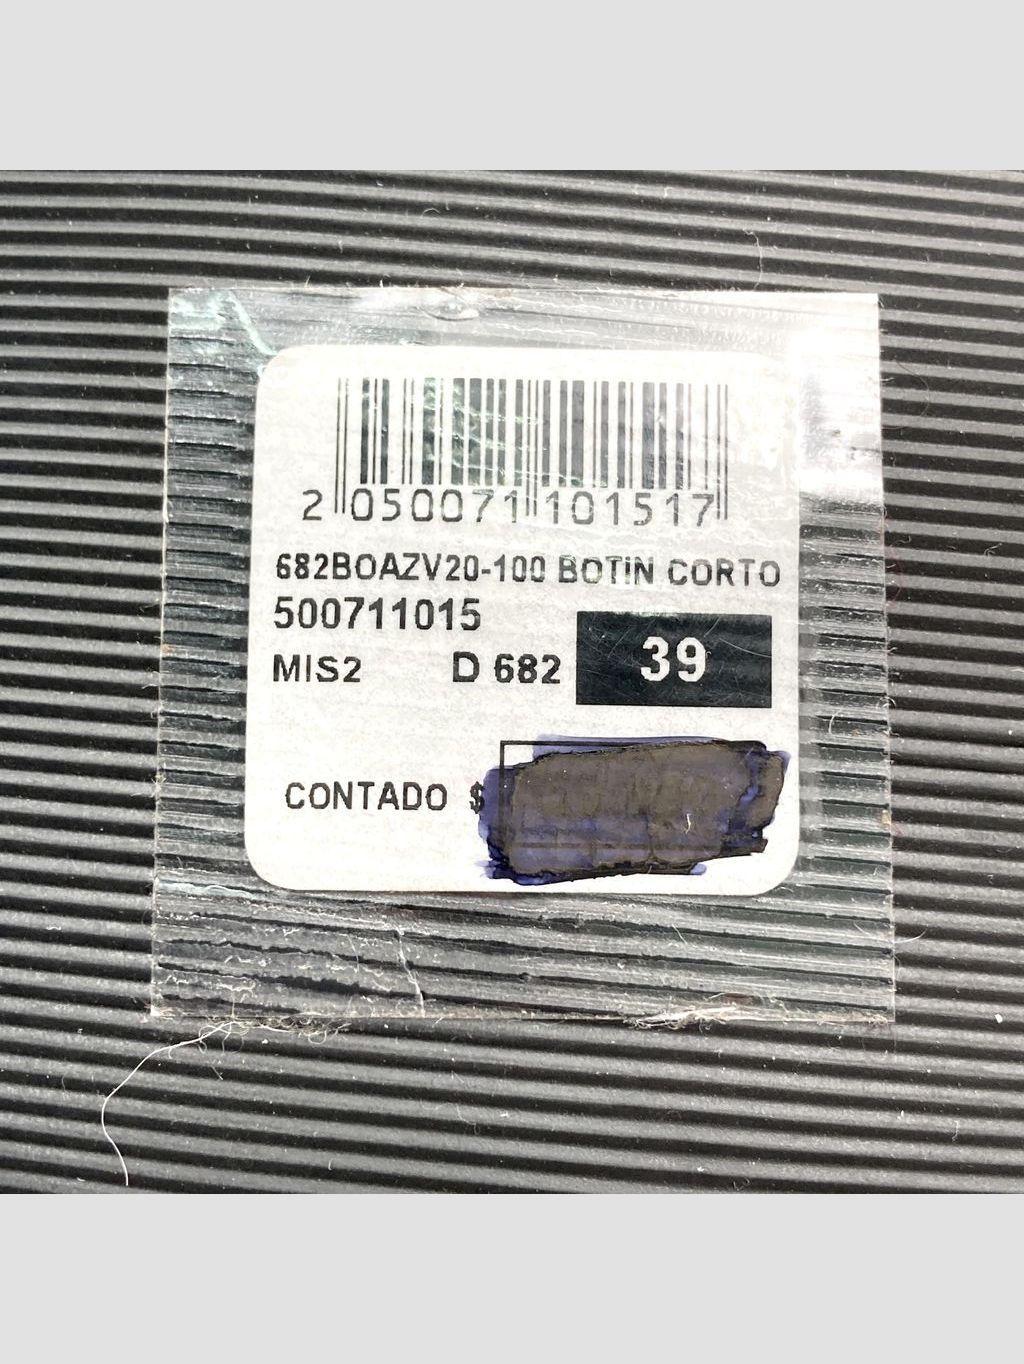 2 050071 101517
682BOAZV20-100 BOTIN CORTO
500711015
MIS2 D 682 39
CONTADO $